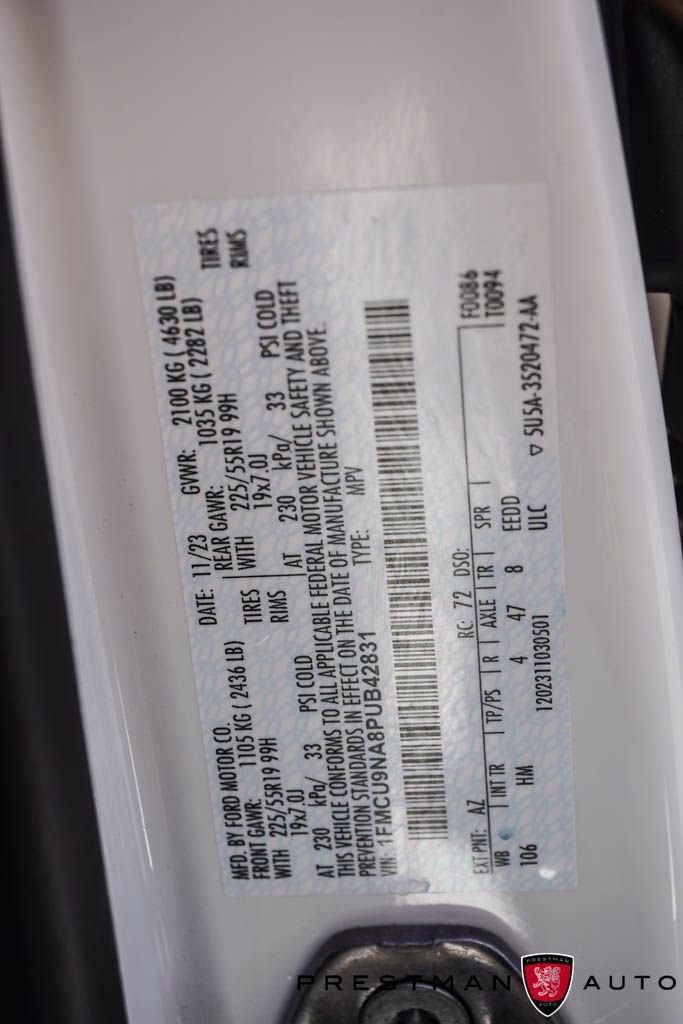 MFD. BY FORD MOTOR CO. DATE: 11/23 GVWR: 2100 KG ( 4630 LB)
FRONT GAWR: 1105 KG ( 2436 LB) REAR GAWR: 1035 KG ( 2282 LB)
WITH 225/55R19 99H TIRES WITH 225/55R19 99H TIRES
19x7.0J RIMS 19x7.0J RIMS
AT 230 kPa/ 33 PSI COLD AT 230 kPa/ 33 PSI COLD
THIS VEHICLE CONFORMS TO ALL APPLICABLE FEDERAL MOTOR VEHICLE SAFETY AND THEFT
PREVENTION STANDARDS IN EFFECT ON THE DATE OF MANUFACTURE SHOWN ABOVE.
VIN: 1FMCU9NA8PUB42831 TYPE: MPV
EXT PNT: AZ RC: 72 DSO: F0086
WB INT TR TP/PS R AXLE TR SPR T0094
106 HM 4 47 8 EEDD
1202311030501 ULC 5U5A-3S20472-AA
PRESTMAN AUTO
PRESTMAN
AUTO